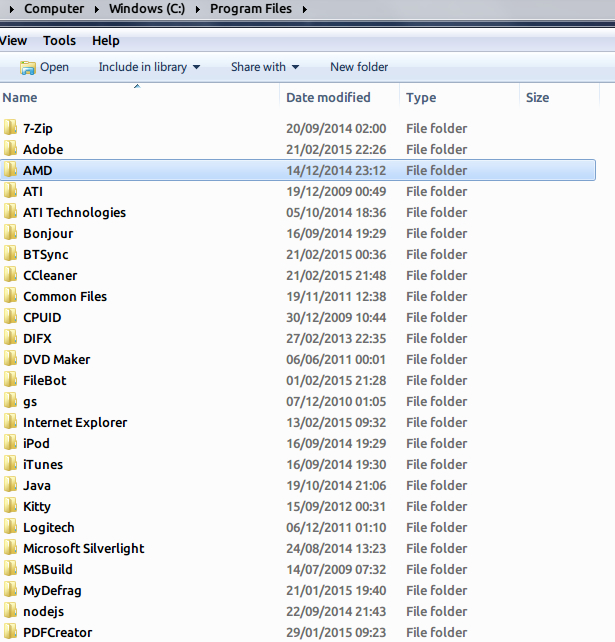 Computer Windows (C:) Program Files
View Tools Help
Open Include in library Share with New folder
Name Date modified Type Size
7-Zip 20/09/2014 02:00 File folder
Adobe 21/02/2015 22:26 File folder
AMD 14/12/2014 23:12 File folder
ATI 19/12/2009 00:49 File folder
ATI Technologies 05/10/2014 18:36 File folder
Bonjour 16/09/2014 19:29 File folder
BTSync 21/02/2015 00:36 File folder
CCleaner 21/02/2015 21:48 File folder
Common Files 19/11/2011 12:38 File folder
CPUID 30/12/2009 10:44 File folder
DIFX 27/02/2013 22:35 File folder
DVD Maker 06/06/2011 00:01 File folder
FileBot 01/02/2015 21:28 File folder
gs 07/12/2010 01:05 File folder
Internet Explorer 13/02/2015 09:32 File folder
iPod 16/09/2014 19:29 File folder
iTunes 16/09/2014 19:30 File folder
Java 19/10/2014 21:06 File folder
Kitty 15/09/2012 00:31 File folder
Logitech 06/12/2011 01:10 File folder
Microsoft Silverlight 24/08/2014 13:23 File folder
MSBuild 14/07/2009 07:32 File folder
MyDefrag 21/01/2015 19:40 File folder
nodejs 22/09/2014 21:43 File folder
PDFCreator 29/01/2015 09:23 File folder